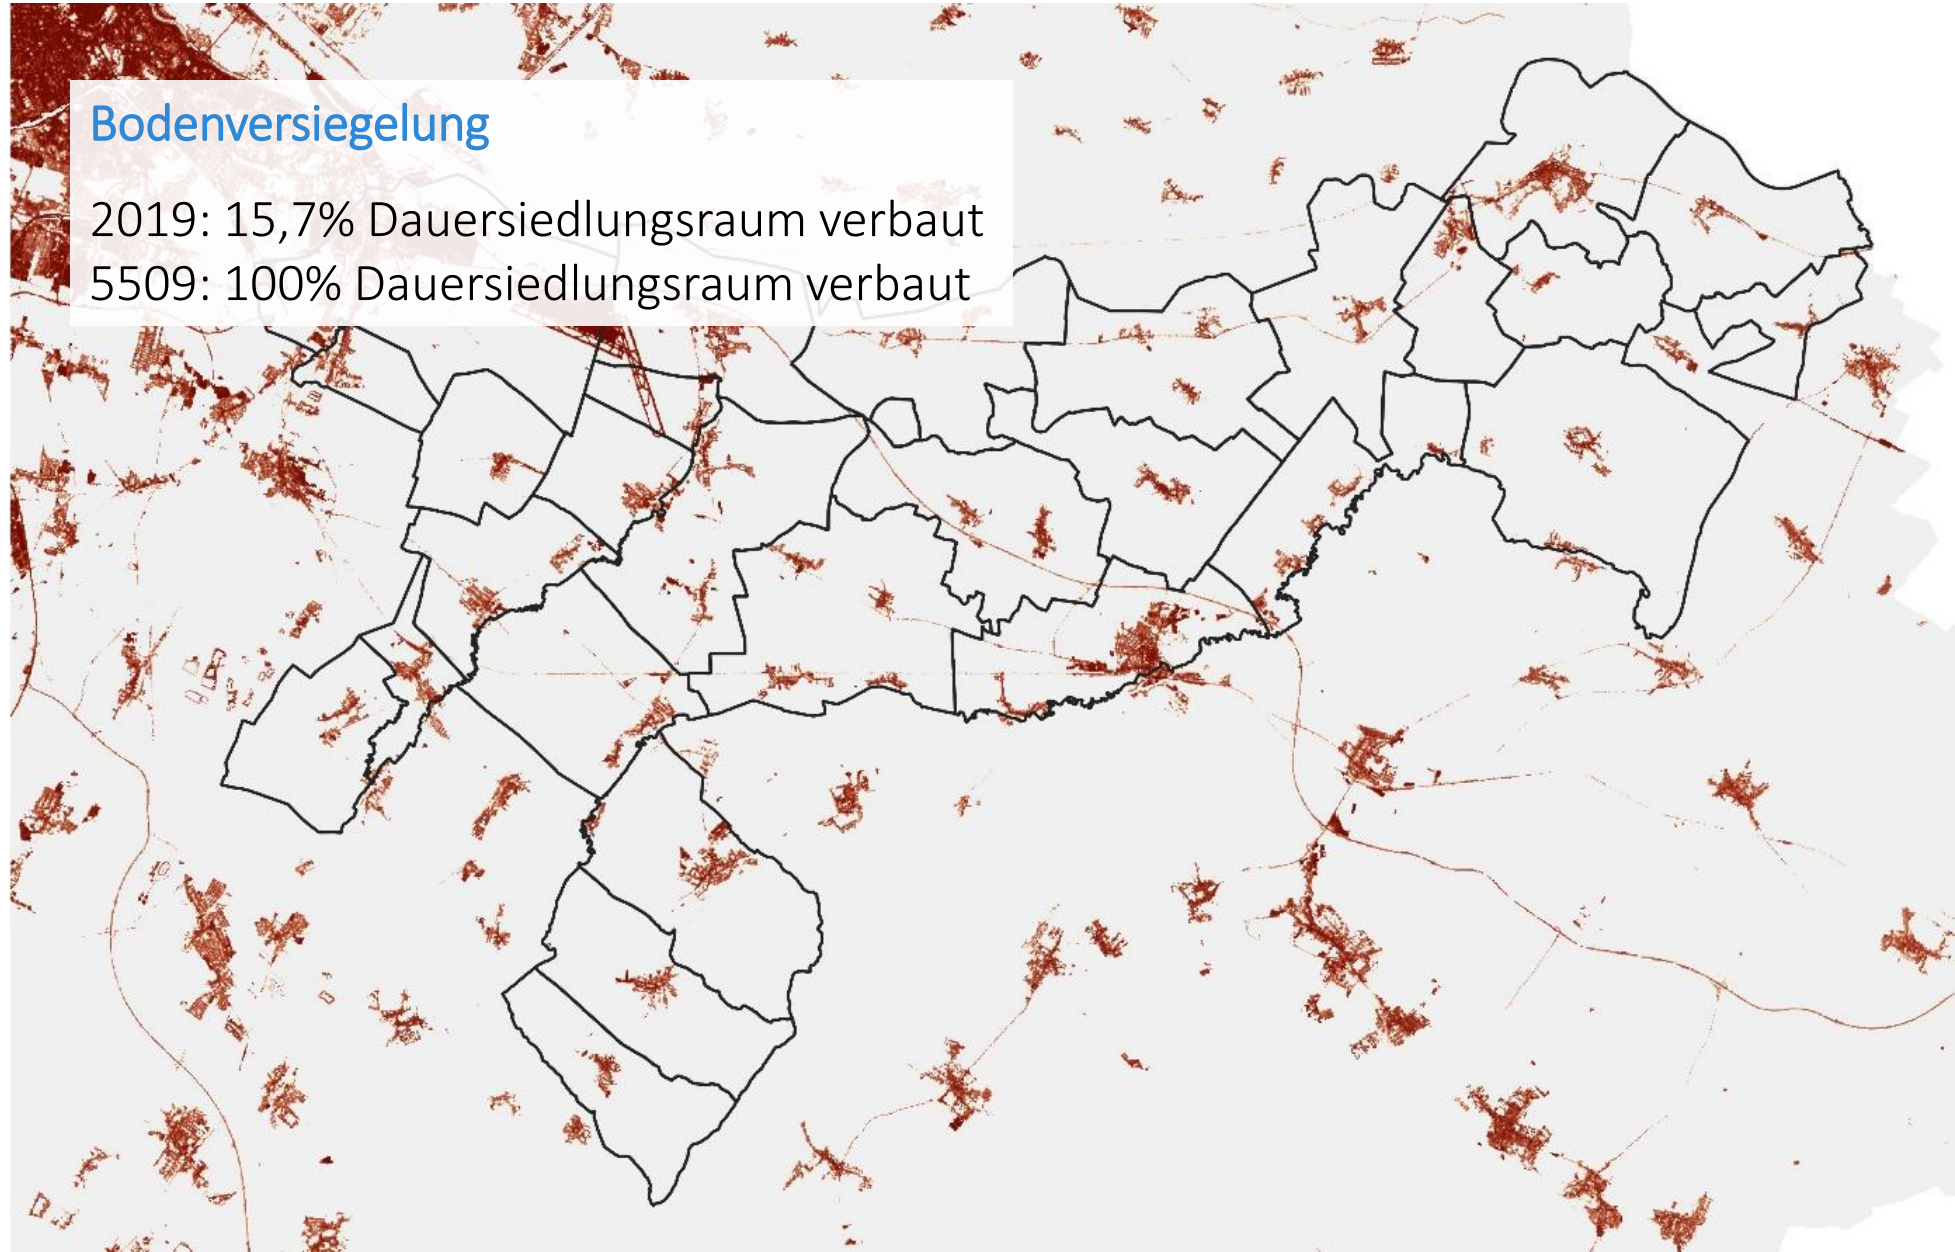 Bodenversiegelung
2019: 15,7% Dauersiedlungsraum verbaut
5509: 100% Dauersiedlungsraum verbaut